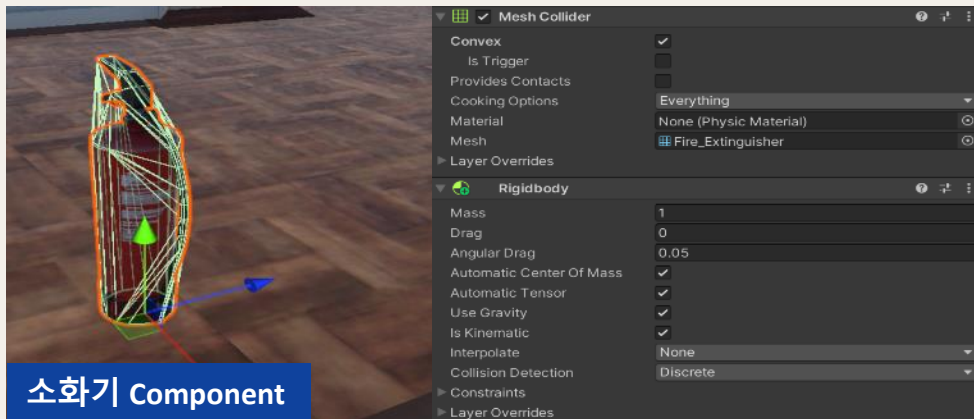 Mesh Collider
Convex
Is Trigger
Provides Contacts
Cooking Options Everything
Material None (Physic Material)
Mesh Fire_Extinguisher
Layer Overrides
Rigidbody
Mass 1
Drag 0
Angular Drag 0.05
Automatic Center Of Mass
Automatic Tensor
Use Gravity
Is Kinematic
Interpolate None
Collision Detection Discrete
Constraints
Layer Overrides
소화기 Component